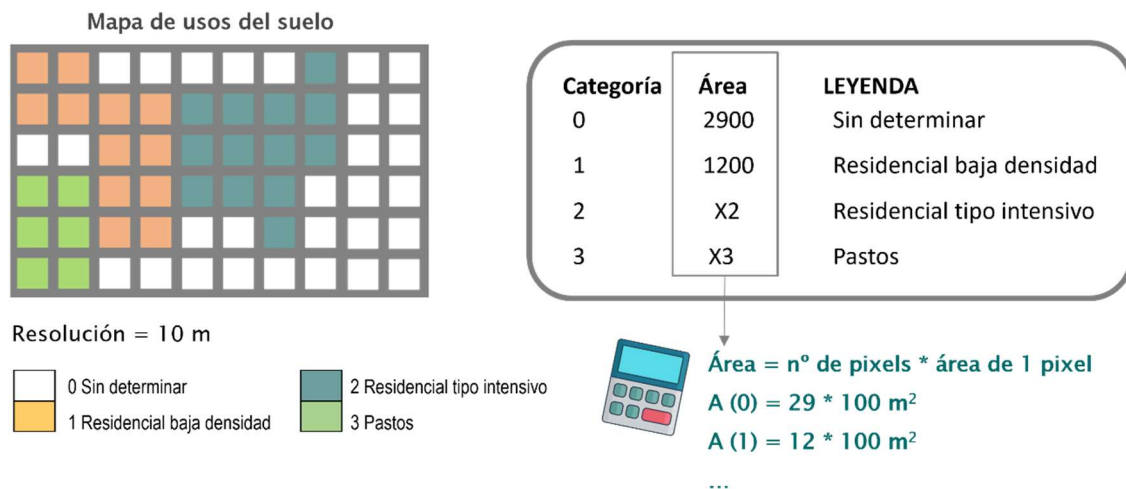 Mapa de usos del suelo
Resolución = 10 m
0 Sin determinar
1 Residencial baja densidad
2 Residencial tipo intensivo
3 Pastos
Categoría Área LEYENDA
0 2900 Sin determinar
1 1200 Residencial baja densidad
2 X2 Residencial tipo intensivo
3 X3 Pastos
Área = nº de pixels * área de 1 pixel
A (0) = 29 * 100 m²
A (1) = 12 * 100 m²
...